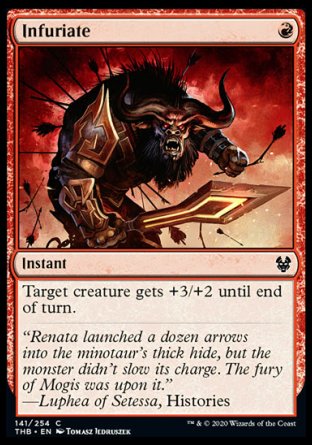 Infuriate
Instant
Target creature gets +3/+2 until end
of turn.
“Renata launched a dozen arrows
into the minotaur’s thick hide, but the
monster didn’t slow its charge. The fury
of Mogis was upon it.”
—Luphea of Setessa, Histories
141/254 C
THB • EN Tomasz Jedruszek
™ & © 2020 Wizards of the Coast